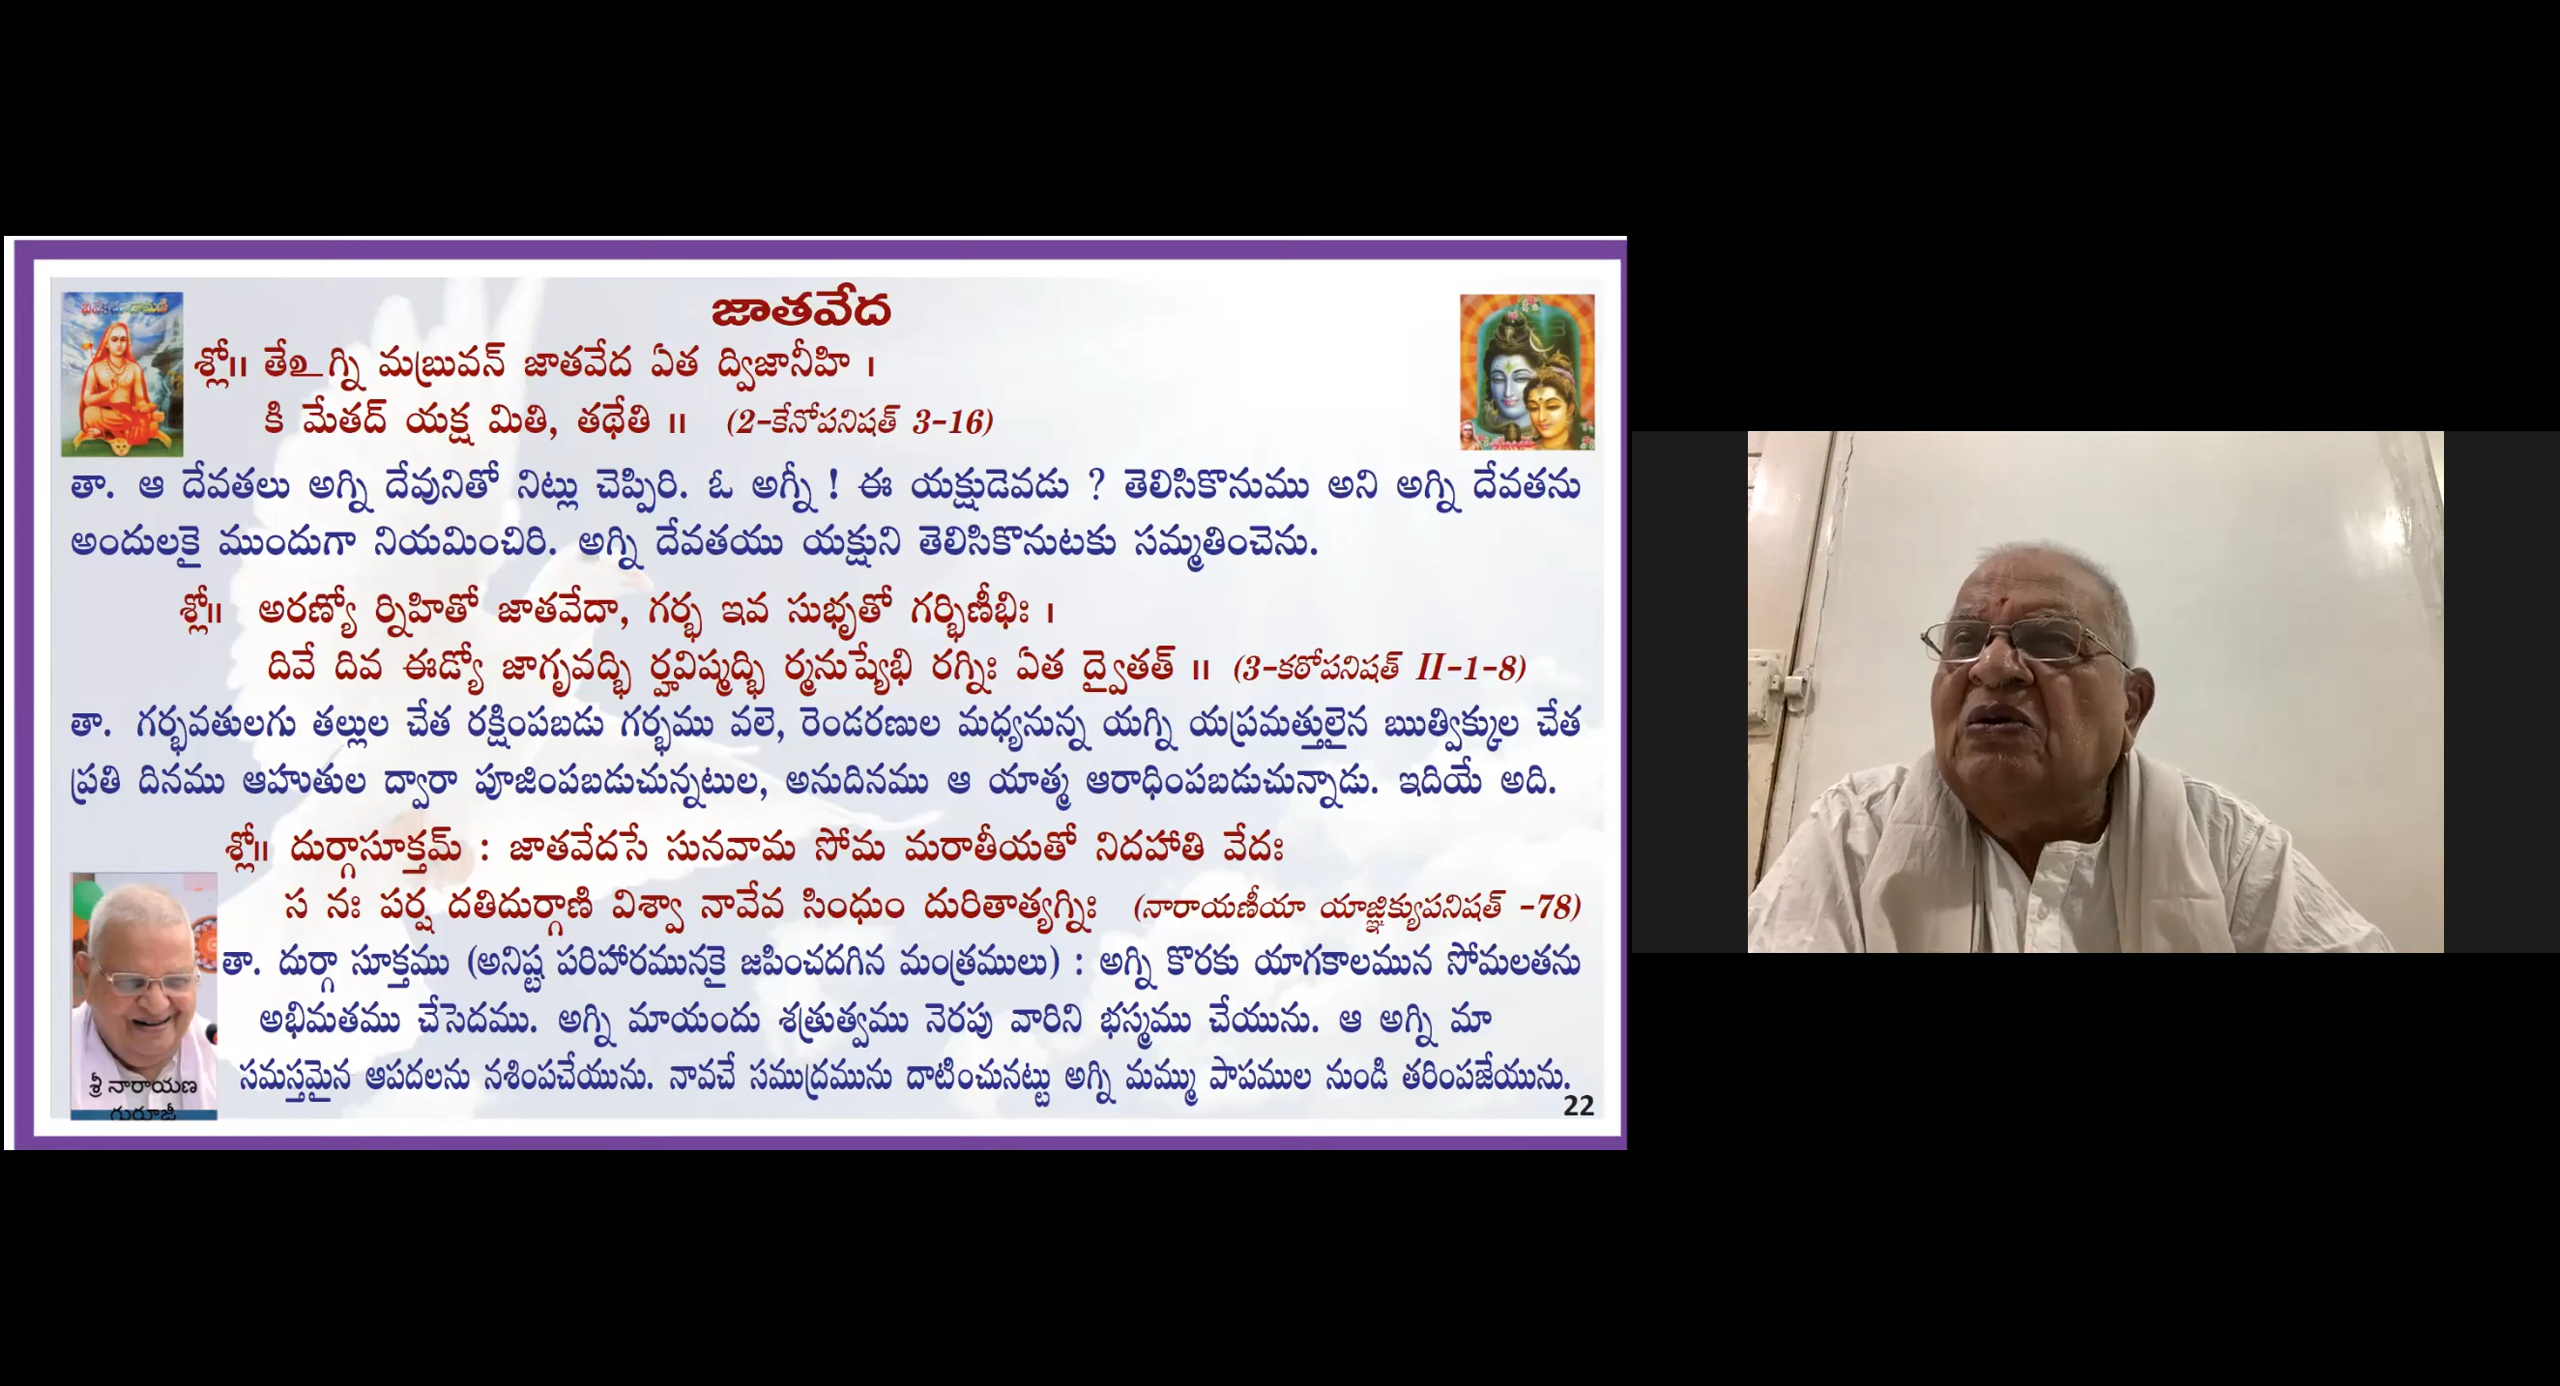 జాతవేద
శ్లో॥ తేఽగ్ని మబ్రువన్ జాతవేద ఏత ద్విజానీహి ।
కి మేతద్ యక్ష మితి, తథేతి ॥ (2-కేనోపనిషత్ 3-16)
తా. ఆ దేవతలు అగ్ని దేవునితో నిట్లు చెప్పిరి. ఓ అగ్నీ ! ఈ యక్షుడెవడు ? తెలిసికొనుము అని అగ్ని దేవతను
అందులకై ముందుగా నియమించిరి. అగ్ని దేవతయు యక్షుని తెలిసికొనుటకు సమ్మతించెను.
శ్లో॥ అరణ్యో ర్నిహితో జాతవేదా, గర్భ ఇవ సుభృతో గర్భిణీభిః ।
దివే దివ ఈడ్యో జాగృవద్భి ర్హవిష్మద్భి ర్మనుష్యేభి రగ్నిః ఏత ద్వైతత్ ॥ (3-కఠోపనిషత్ II-1-8)
తా. గర్భవతులగు తల్లుల చేత రక్షింపబడు గర్భము వలె, రెండరణుల మధ్యనున్న యగ్ని యప్రమత్తులైన ఋత్విక్కుల చేత
ప్రతి దినము ఆహుతుల ద్వారా పూజింపబడుచున్నటుల, అనుదినము ఆ యాత్మ ఆరాధింపబడుచున్నాడు. ఇదియే అది.
శ్లో॥ దుర్గాసూక్తమ్ : జాతవేదసే సునవామ సోమ మరాతీయతో నిదహాతి వేదః
స నః పర్ష దతిదుర్గాణి విశ్వా నావేవ సింధుం దురితాత్యగ్నిః (నారాయణీయా యాజ్ఞిక్యుపనిషత్ -78)
తా. దుర్గా సూక్తము (అనిష్ట పరిహారమునకై జపించదగిన మంత్రములు) : అగ్ని కొరకు యాగకాలమున సోమలతను
అభిమతము చేసెదము. అగ్ని మాయందు శత్రుత్వము నెరపు వారిని భస్మము చేయును. ఆ అగ్ని మా
సమస్తమైన ఆపదలను నశింపచేయును. నావచే సముద్రమును దాటించునట్టు అగ్ని మమ్ము పాపముల నుండి తరింపజేయును.
శ్రీ నారాయణ
గురూజీ
22